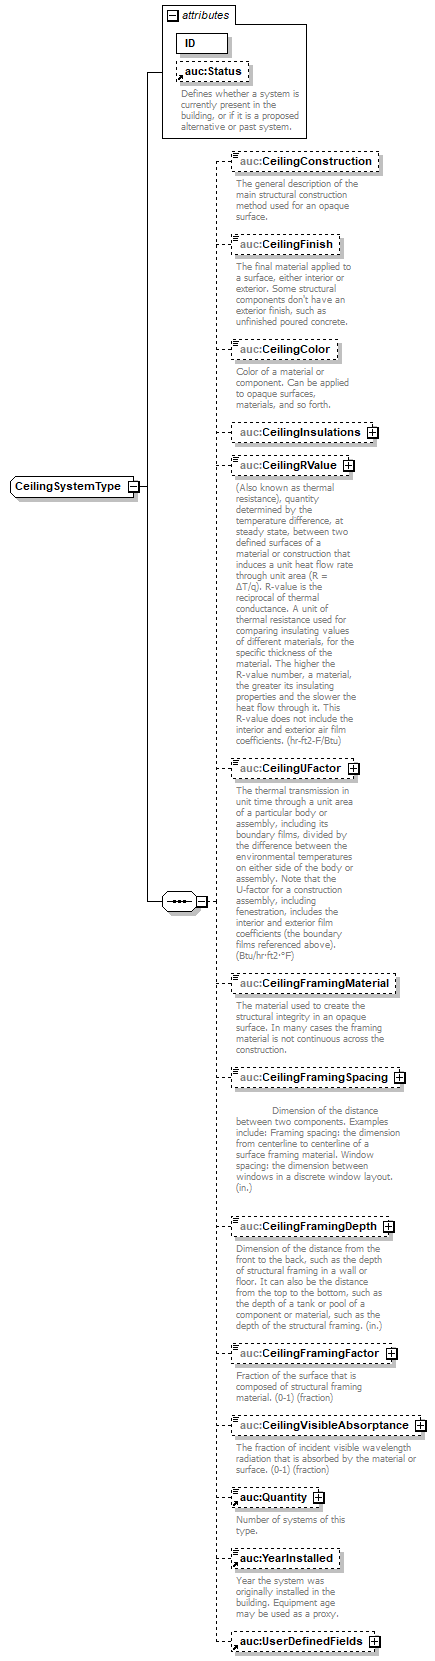 attributes
ID
auc:Status
Defines whether a system is
currently present in the
building, or if it is a proposed
alternative or past system.
auc:CeilingConstruction
The general description of the
main structural construction
method used for an opaque
surface.
auc:CeilingFinish
The final material applied to
a surface, either interior or
exterior. Some structural
components don't have an
exterior finish, such as
unfinished poured concrete.
auc:CeilingColor
Color of a material or
component. Can be applied
to opaque surfaces,
materials, and so forth.
auc:CeilingInsulations
auc:CeilingRValue
CeilingSystemType
(Also known as thermal
resistance), quantity
determined by the
temperature difference, at
steady state, between two
defined surfaces of a
material or construction that
induces a unit heat flow rate
through unit area (R =
ΔT/q). R-value is the
reciprocal of thermal
conductance. A unit of
thermal resistance used for
comparing insulating values
of different materials, for the
specific thickness of the
material. The higher the
R-value number, a material,
the greater its insulating
properties and the slower the
heat flow through it. This
R-value does not include the
interior and exterior air film
coefficients. (hr-ft2-F/Btu)
auc:CeilingUFactor
The thermal transmission in
unit time through a unit area
of a particular body or
assembly, including its
boundary films, divided by
the difference between the
environmental temperatures
on either side of the body or
assembly. Note that the
U-factor for a construction
assembly, including
fenestration, includes the
interior and exterior film
coefficients (the boundary
films referenced above).
(Btu/hr·ft2·°F)
auc:CeilingFramingMaterial
The material used to create the
structural integrity in an opaque
surface. In many cases the framing
material is not continuous across the
construction.
auc:CeilingFramingSpacing
Dimension of the distance
between two components. Examples
include: Framing spacing: the dimension
from centerline to centerline of a
surface framing material. Window
spacing: the dimension between
windows in a discrete window layout.
(in.)
auc:CeilingFramingDepth
Dimension of the distance from the
front to the back, such as the depth
of structural framing in a wall or
floor. It can also be the distance
from the top to the bottom, such as
the depth of a tank or pool of a
component or material, such as the
depth of the structural framing. (in.)
auc:CeilingFramingFactor
Fraction of the surface that is
composed of structural framing
material. (0-1) (fraction)
auc:CeilingVisibleAbsorptance
The fraction of incident visible wavelength
radiation that is absorbed by the material or
surface. (0-1) (fraction)
auc:Quantity
Number of systems of this
type.
auc:YearInstalled
Year the system was
originally installed in the
building. Equipment age
may be used as a proxy.
auc:UserDefinedFields